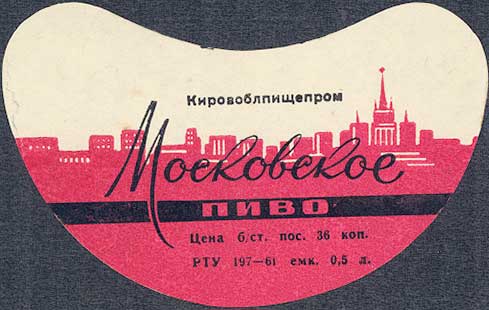 Кировоблпищепром
Московское
ПИВО
Цена б/ст. пос. 36 коп.
РТУ 197—61 емк. 0,5 л.